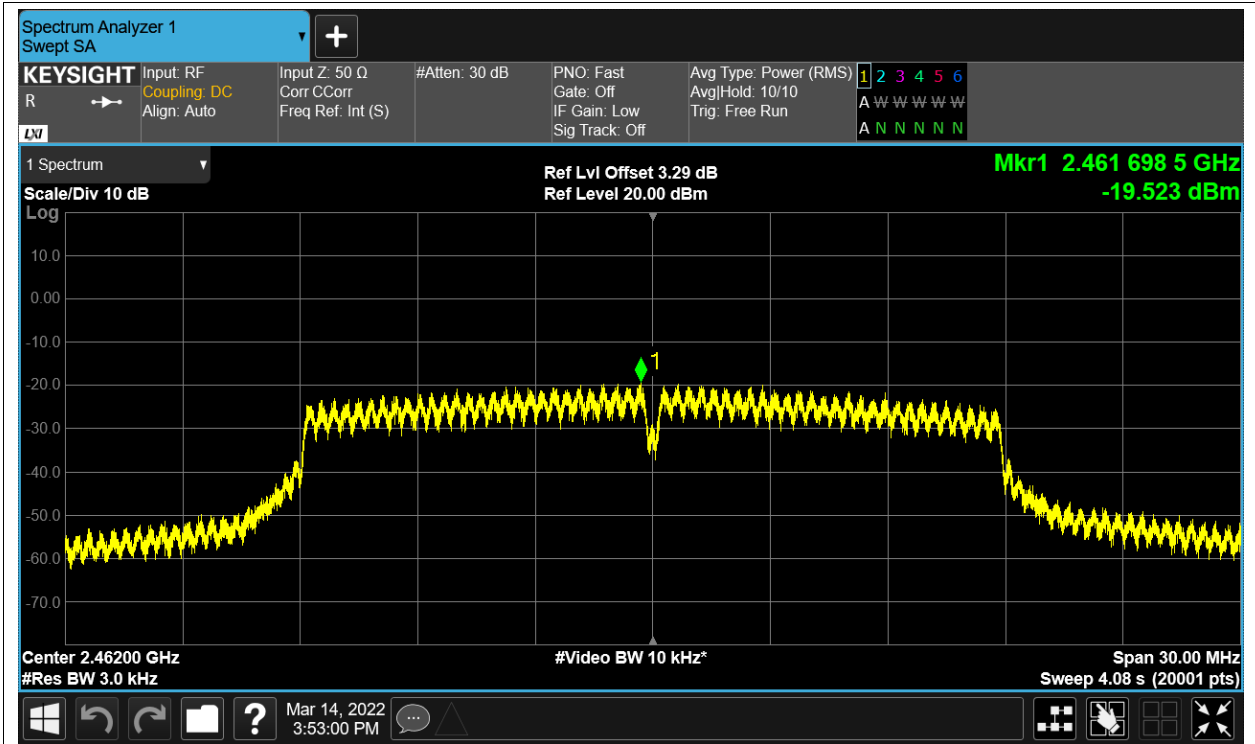 Spectrum Analyzer 1
Swept SA
KEYSIGHT
R
LXI
Input: RF
Coupling: DC
Align: Auto
Input Z: 50 Ω
Corr CCorr
Freq Ref: Int (S)
#Atten: 30 dB
PNO: Fast
Gate: Off
IF Gain: Low
Sig Track: Off
Avg Type: Power (RMS)
Avg|Hold: 10/10
Trig: Free Run
1 2 3 4 5 6
A W W W W W
A N N N N N
1 Spectrum
Scale/Div 10 dB
Ref Lvl Offset 3.29 dB
Ref Level 20.00 dBm
Mkr1 2.461 698 5 GHz
-19.523 dBm
Log
10.0
0.00
-10.0
1
-20.0
-30.0
-40.0
-50.0
-60.0
-70.0
Center 2.46200 GHz
#Video BW 10 kHz*
Span 30.00 MHz
#Res BW 3.0 kHz
Sweep 4.08 s (20001 pts)
?
Mar 14, 2022
3:53:00 PM